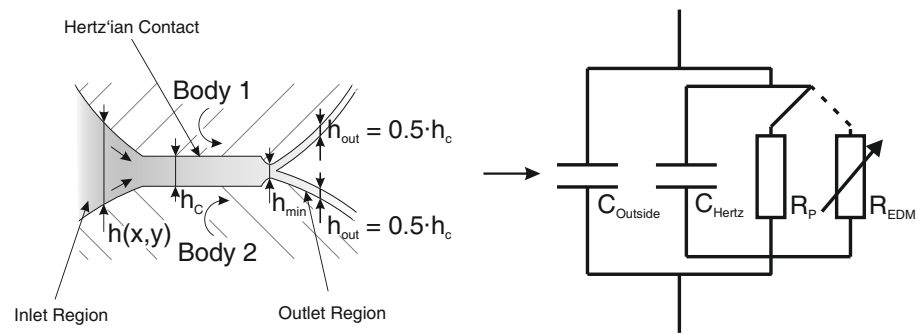 Hertz'ian Contact
Body 1
h_out = 0.5·h_c
h_C
h_min
h(x,y)
Body 2
h_out = 0.5·h_c
Inlet Region
Outlet Region
C_Outside
C_Hertz
R_P
R_EDM